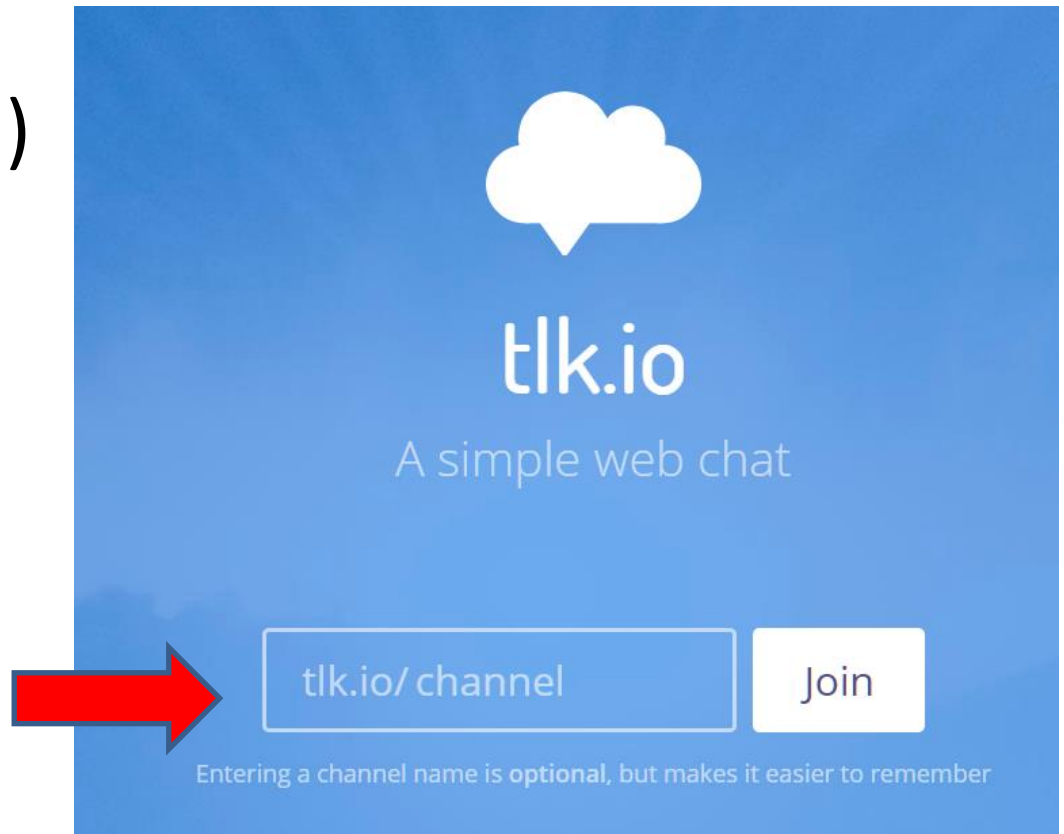 )
tlk.io
A simple web chat
tlk.io/ channel
Join
Entering a channel name is optional, but makes it easier to remember